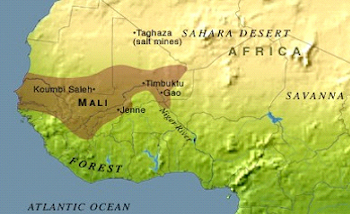 Taghaza
(salt mines)
SAHARA DESERT
AFRICA
Koumbi Saleh
Timbuktu
Gao
MALI
SAVANNA
Jenne
Niger River
FOREST
ATLANTIC OCEAN